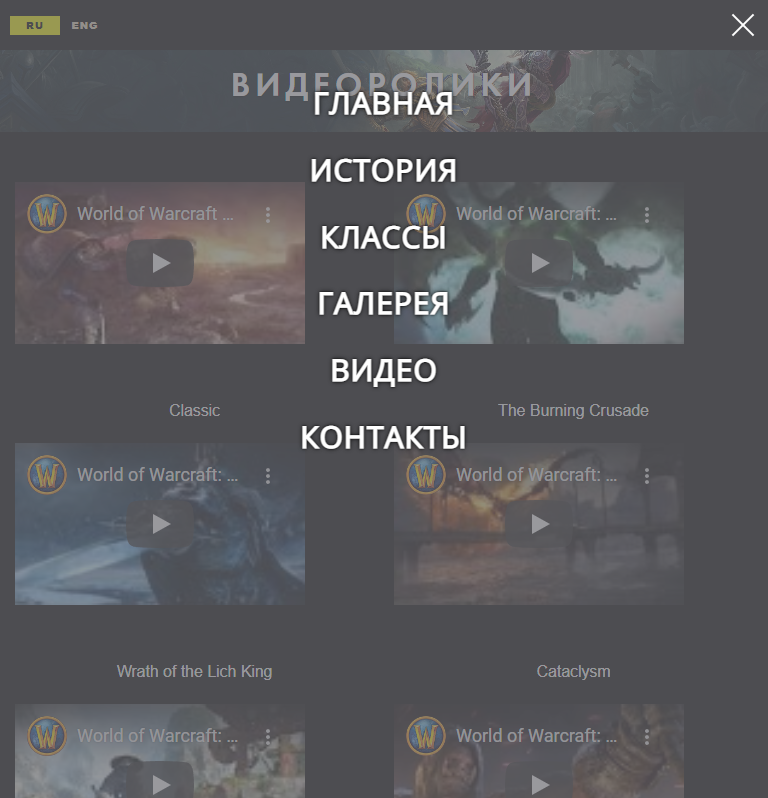 RU ENG
ВИДЕОРОЛИКИ
ГЛАВНАЯ
ИСТОРИЯ
World of Warcraft ...
World of Warcraft: ...
КЛАССЫ
ГАЛЕРЕЯ
ВИДЕО
Classic
The Burning Crusade
КОНТАКТЫ
World of Warcraft: ...
World of Warcraft: ...
Wrath of the Lich King
Cataclysm
World of Warcraft: ...
World of Warcraft: ...